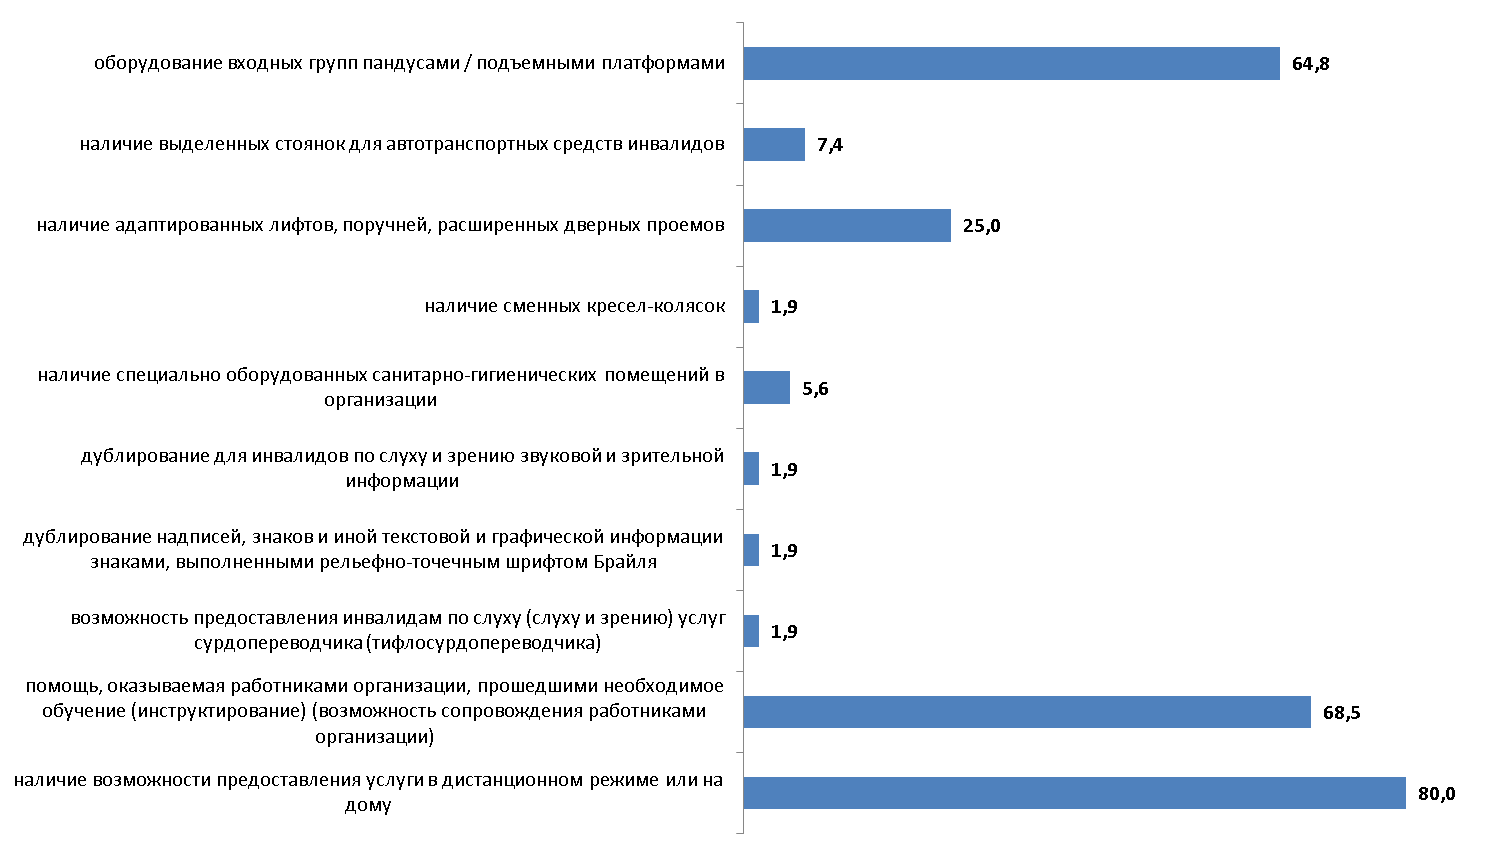 оборудование входных групп пандусами / подъемными платформами
64,8
наличие выделенных стоянок для автотранспортных средств инвалидов
7,4
наличие адаптированных лифтов, поручней, расширенных дверных проемов
25,0
наличие сменных кресел-колясок
1,9
наличие специально оборудованных санитарно-гигиенических помещений в
организации
5,6
дублирование для инвалидов по слуху и зрению звуковой и зрительной
информации
1,9
дублирование надписей, знаков и иной текстовой и графической информации
знаками, выполненными рельефно-точечным шрифтом Брайля
1,9
возможность предоставления инвалидам по слуху (слуху и зрению) услуг
сурдопереводчика (тифлосурдопереводчика)
1,9
помощь, оказываемая работниками организации, прошедшими необходимое
обучение (инструктирование) (возможность сопровождения работниками
организации)
68,5
наличие возможности предоставления услуги в дистанционном режиме или на
дому
80,0